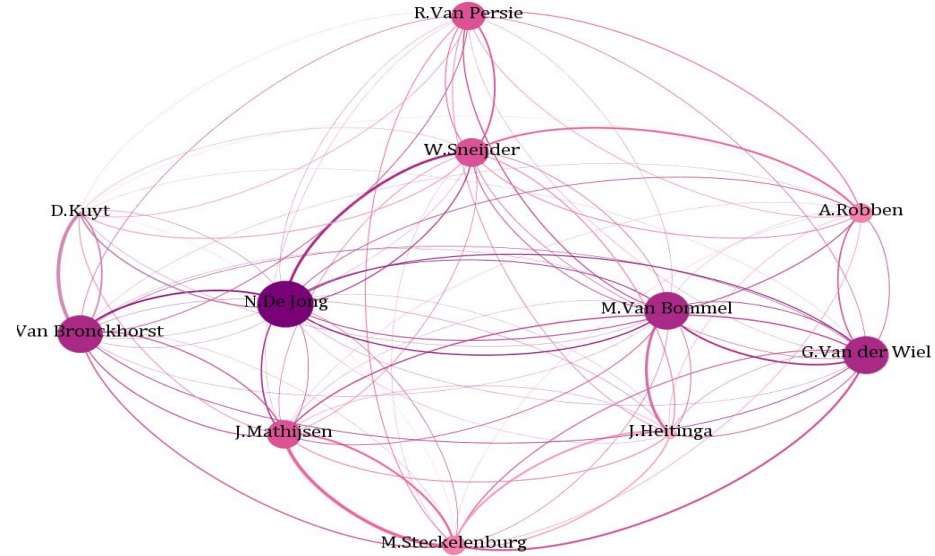 R.Van Persie
W.Sneijder
D.Kuyt
A.Robben
N.De Jong
M.Van Bommel
Van Bronckhorst
G.Van der Wiel
J.Mathijsen
J.Heitinga
M.Steckelenburg